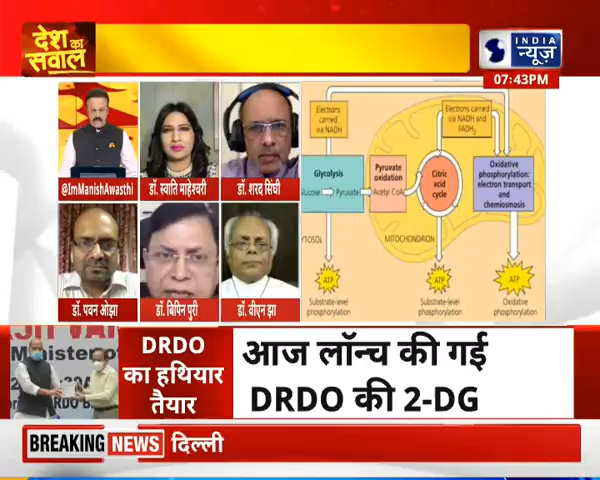 देश का
सवाल
INDIA
न्यूज़
07:43PM
@ImManishAwasthi
डॉ. स्वाति माहेश्वरी
डॉ. शरद सिंघी
डॉ. पवन ओझा
डॉ. बिपिन पुरी
डॉ. वीएन झा
Electrons
carried
via NADH
Electrons carried
via NADH and
FADH₂
Glycolysis
Pyruvate
Pyruvate
oxidation
Acetyl CoA
Citric
acid
cycle
Oxidative
phosphorylation:
electron transport
and
chemiosmosis
MITOCHONDRION
ATP
ATP
ATP
Substrate-level
phosphorylation
Substrate-level
phosphorylation
Oxidative
phosphorylation
Minister of
DRDO
का हथियार
तैयार
आज लॉन्च की गई
DRDO की 2-DG
BREAKING NEWS दिल्ली